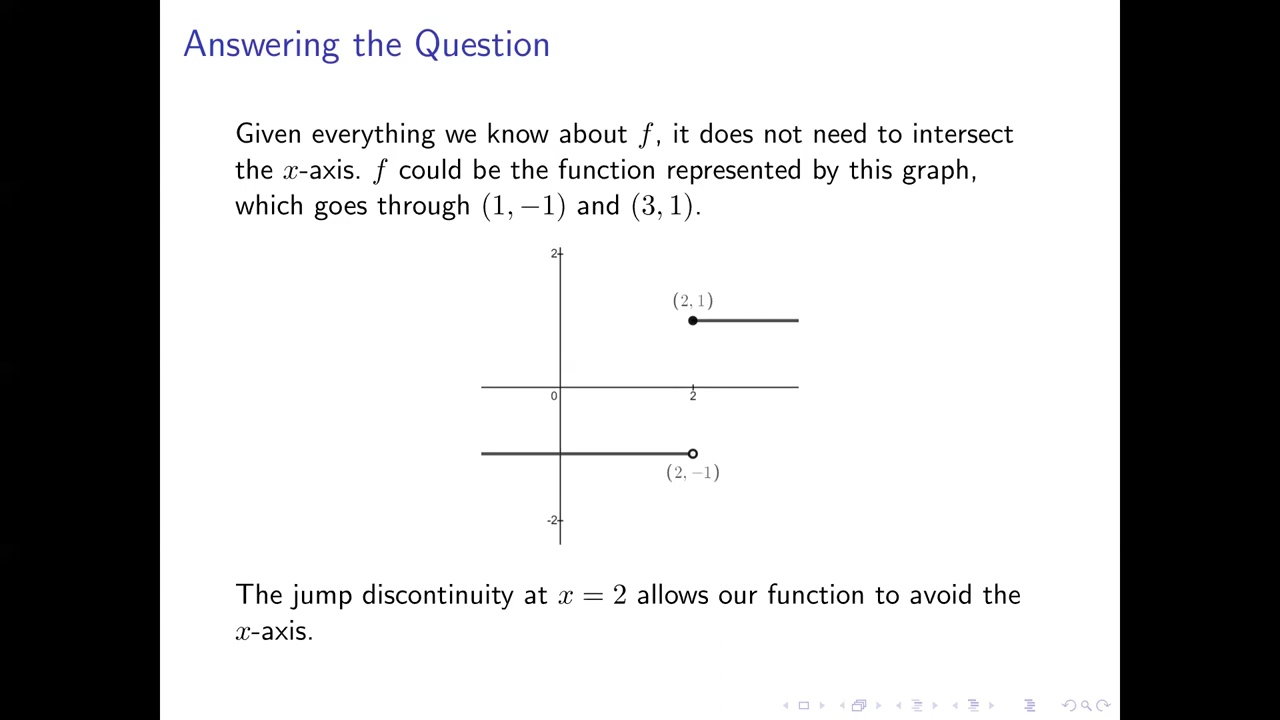 Answering the Question
Given everything we know about f, it does not need to intersect
the x-axis. f could be the function represented by this graph,
which goes through (1, −1) and (3, 1).
2
(2, 1)
0
2
(2, −1)
-2
The jump discontinuity at x = 2 allows our function to avoid the
x-axis.